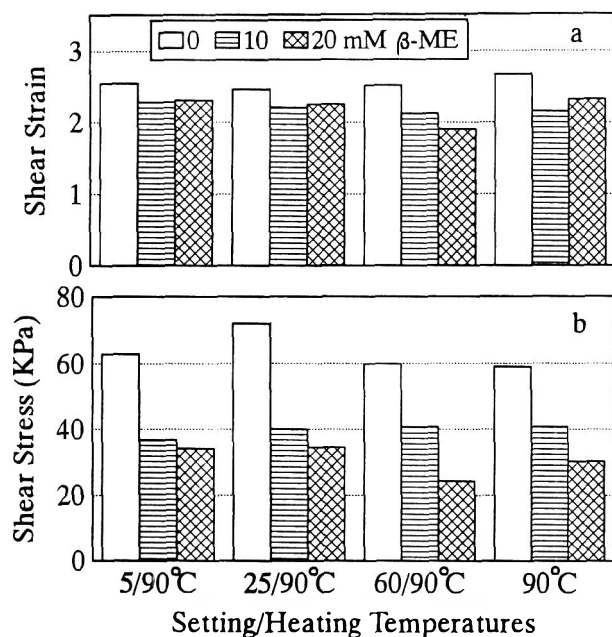 0 10 20 mM β-ME
a
3
2
1
0
Shear Strain
b
80
60
40
20
0
Shear Stress (KPa)
5/90°C 25/90°C 60/90°C 90°C
Setting/Heating Temperatures